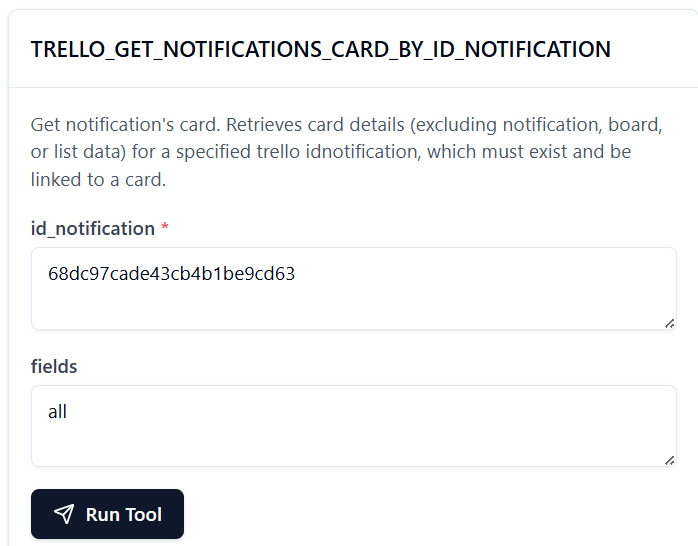 TRELLO_GET_NOTIFICATIONS_CARD_BY_ID_NOTIFICATION
Get notification's card. Retrieves card details (excluding notification, board,
or list data) for a specified trello idnotification, which must exist and be
linked to a card.
id_notification *
68dc97cade43cb4b1be9cd63
fields
all
Run Tool